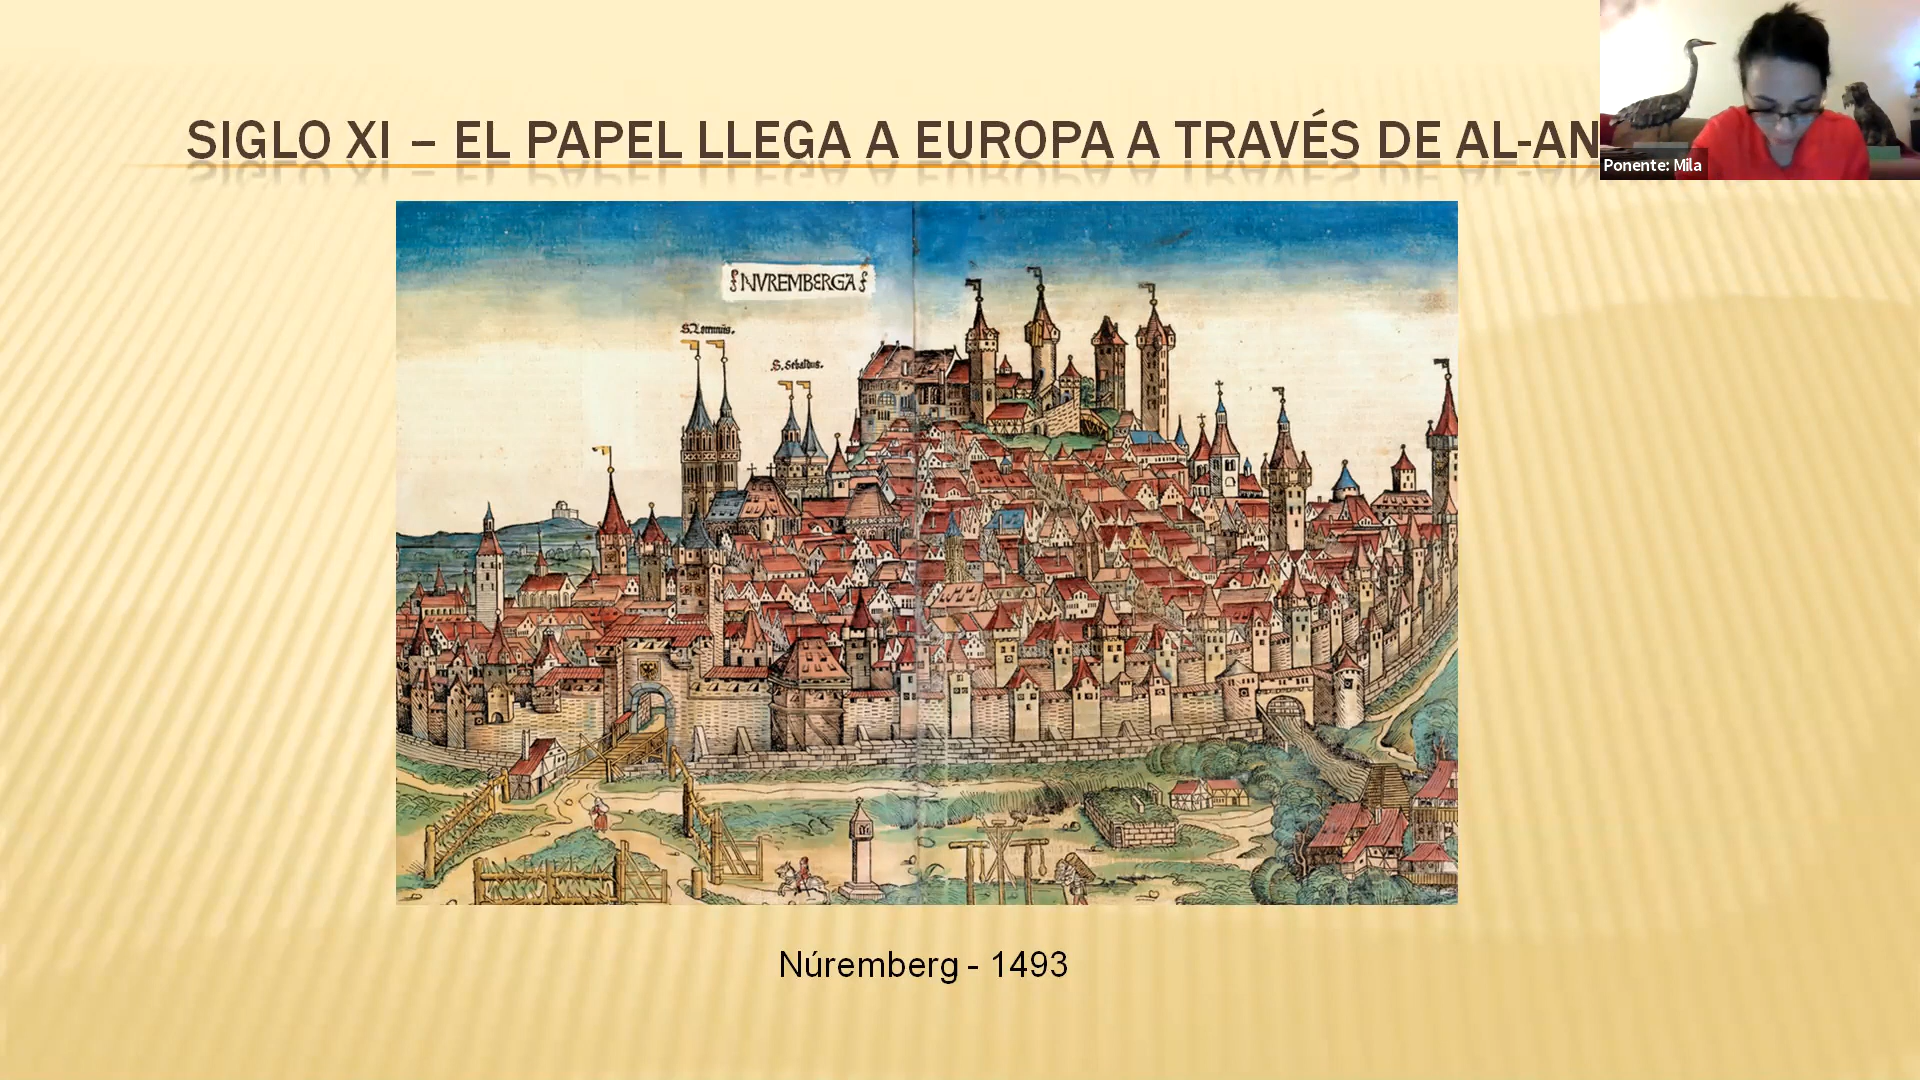 SIGLO XI – EL PAPEL LLEGA A EUROPA A TRAVÉS DE AL-AN
Ponente: Mila
NVREMBERGA
S. Sebaldus.
Núremberg - 1493